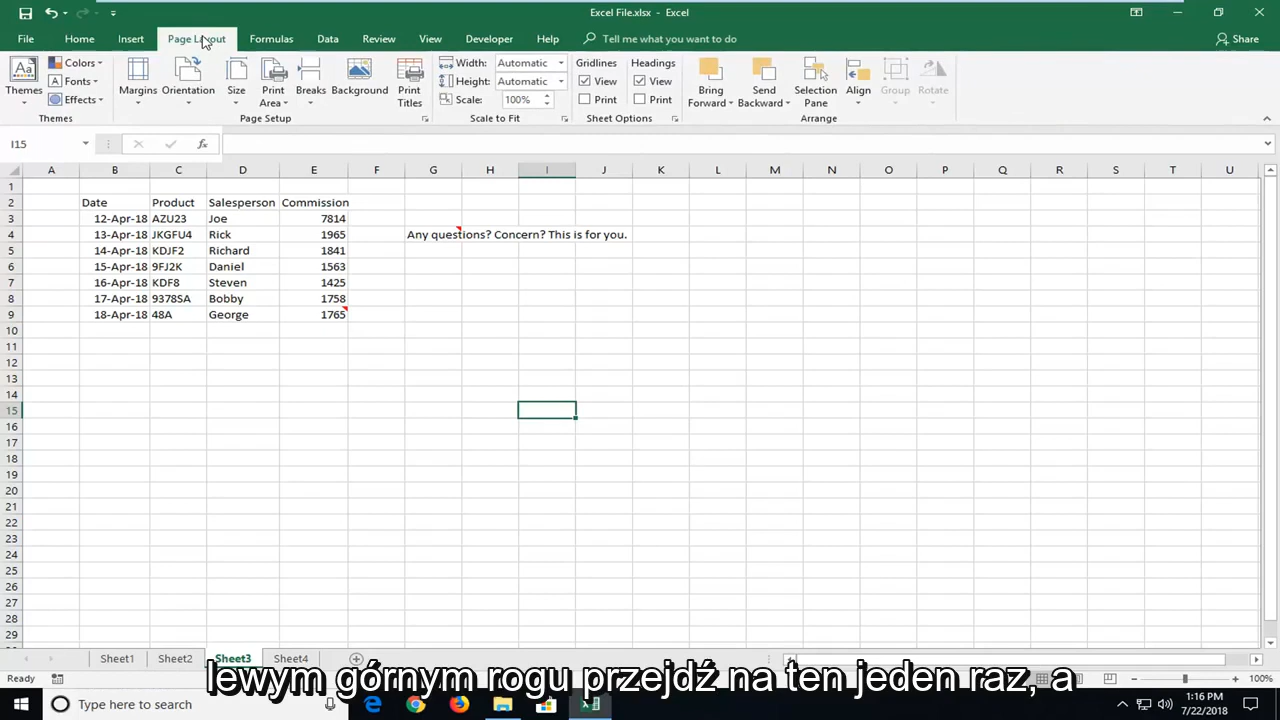 Excel File.xlsx - Excel
File Home Insert Page Layout Formulas Data Review View Developer Help Tell me what you want to do Share
Themes
Colors
Fonts
Effects
Themes
Margins
Orientation
Size
Print Area
Breaks
Background
Print Titles
Page Setup
Width: Automatic
Height: Automatic
Scale: 100%
Scale to Fit
Gridlines
View
Print
Headings
View
Print
Sheet Options
Bring Forward
Send Backward
Selection Pane
Align
Group
Rotate
Arrange
I15 fx
A B C D E F G H I J K L M N O P Q R S T U
1
2 Date Product Salesperson Commission
3 12-Apr-18 AZU23 Joe 7814
4 13-Apr-18 JKGFU4 Rick 1965 Any questions? Concern? This is for you.
5 14-Apr-18 KDJF2 Richard 1841
6 15-Apr-18 9FJ2K Daniel 1563
7 16-Apr-18 KDF8 Steven 1425
8 17-Apr-18 9378SA Bobby 1758
9 18-Apr-18 48A George 1765
10
11
12
13
14
15
16
17
18
19
20
21
22
23
24
25
26
27
28
29
Sheet1 Sheet2 Sheet3 Sheet4
lewym górnym rogu przejdź na ten jeden raz, a
Ready 100%
Type here to search
1:16 PM
7/22/2018